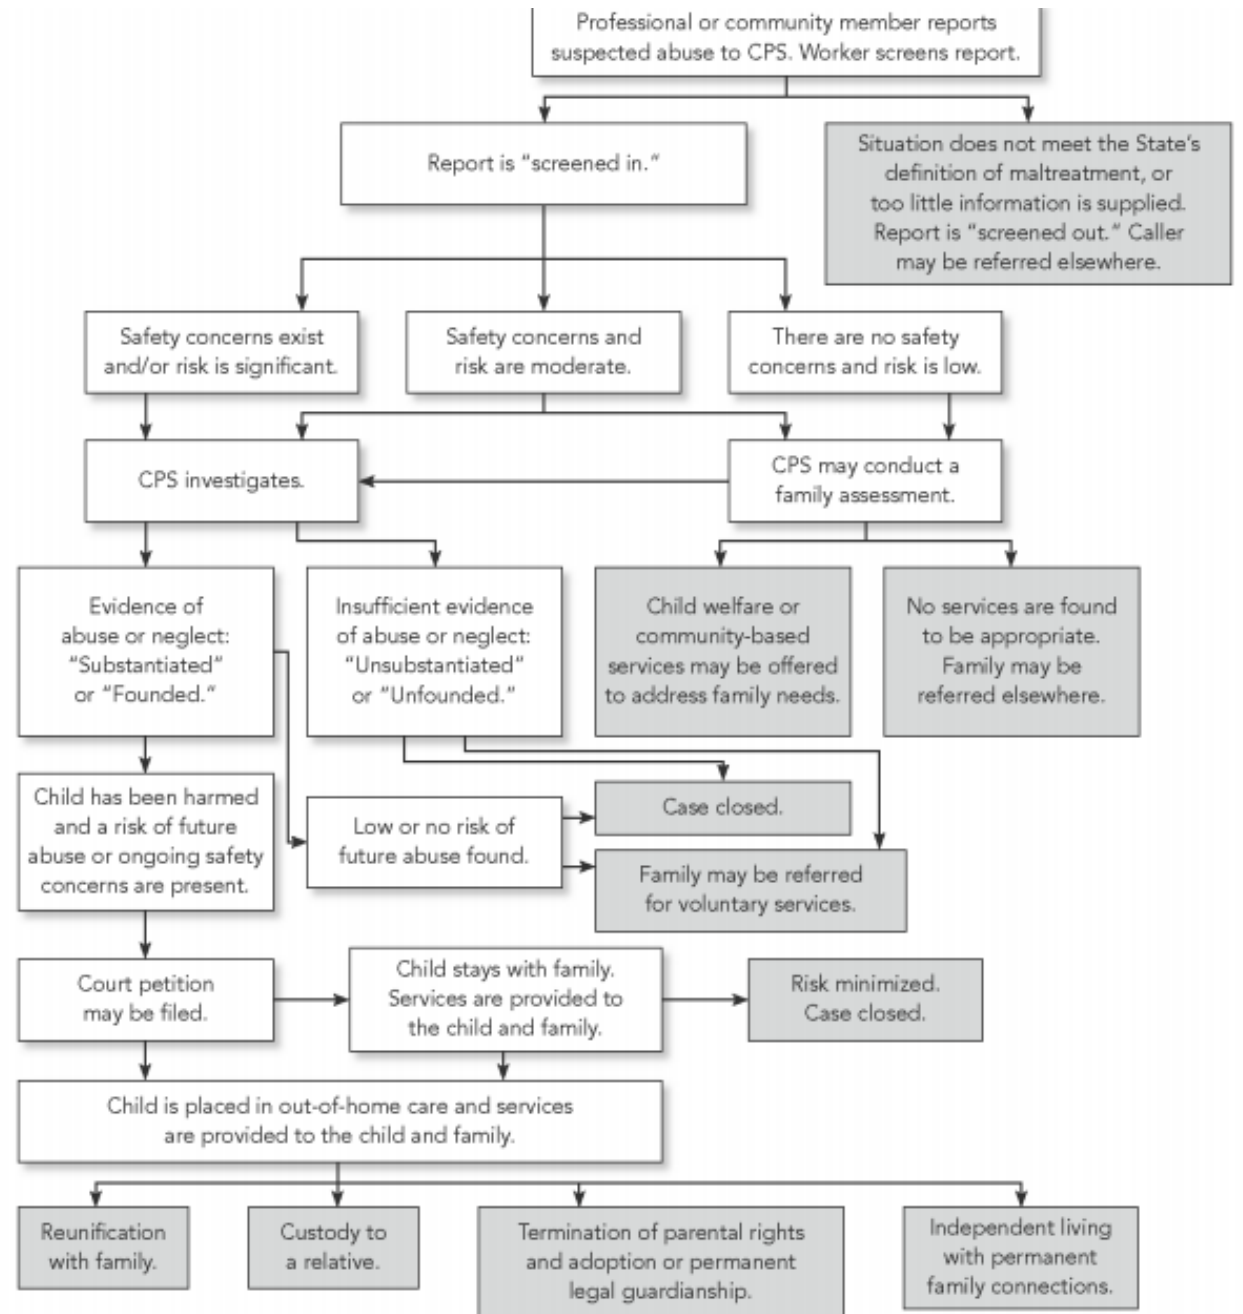 Professional or community member reports
suspected abuse to CPS. Worker screens report.
Report is “screened in.”
Situation does not meet the State’s
definition of maltreatment, or
too little information is supplied.
Report is “screened out.” Caller
may be referred elsewhere.
Safety concerns exist
and/or risk is significant.
Safety concerns and
risk are moderate.
There are no safety
concerns and risk is low.
CPS investigates.
CPS may conduct a
family assessment.
Evidence of
abuse or neglect:
“Substantiated”
or “Founded.”
Insufficient evidence
of abuse or neglect:
“Unsubstantiated”
or “Unfounded.”
Child welfare or
community-based
services may be offered
to address family needs.
No services are found
to be appropriate.
Family may be
referred elsewhere.
Child has been harmed
and a risk of future
abuse or ongoing safety
concerns are present.
Low or no risk of
future abuse found.
Case closed.
Family may be referred
for voluntary services.
Court petition
may be filed.
Child stays with family.
Services are provided to
the child and family.
Risk minimized.
Case closed.
Child is placed in out-of-home care and services
are provided to the child and family.
Reunification
with family.
Custody to
a relative.
Termination of parental rights
and adoption or permanent
legal guardianship.
Independent living
with permanent
family connections.